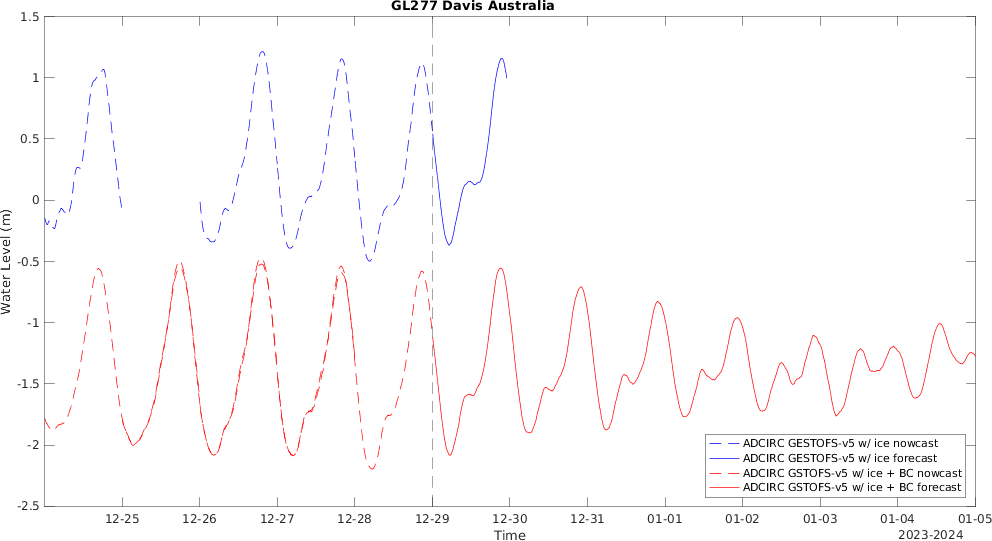 GL277 Davis Australia
1.5
1
0.5
0
-0.5
-1
-1.5
-2
-2.5
Water Level (m)
ADCIRC GESTOFS-v5 w/ ice nowcast
ADCIRC GESTOFS-v5 w/ ice forecast
ADCIRC GSTOFS-v5 w/ ice + BC nowcast
ADCIRC GSTOFS-v5 w/ ice + BC forecast
12-25 12-26 12-27 12-28 12-29 12-30 12-31 01-01 01-02 01-03 01-04 01-05
Time
2023-2024